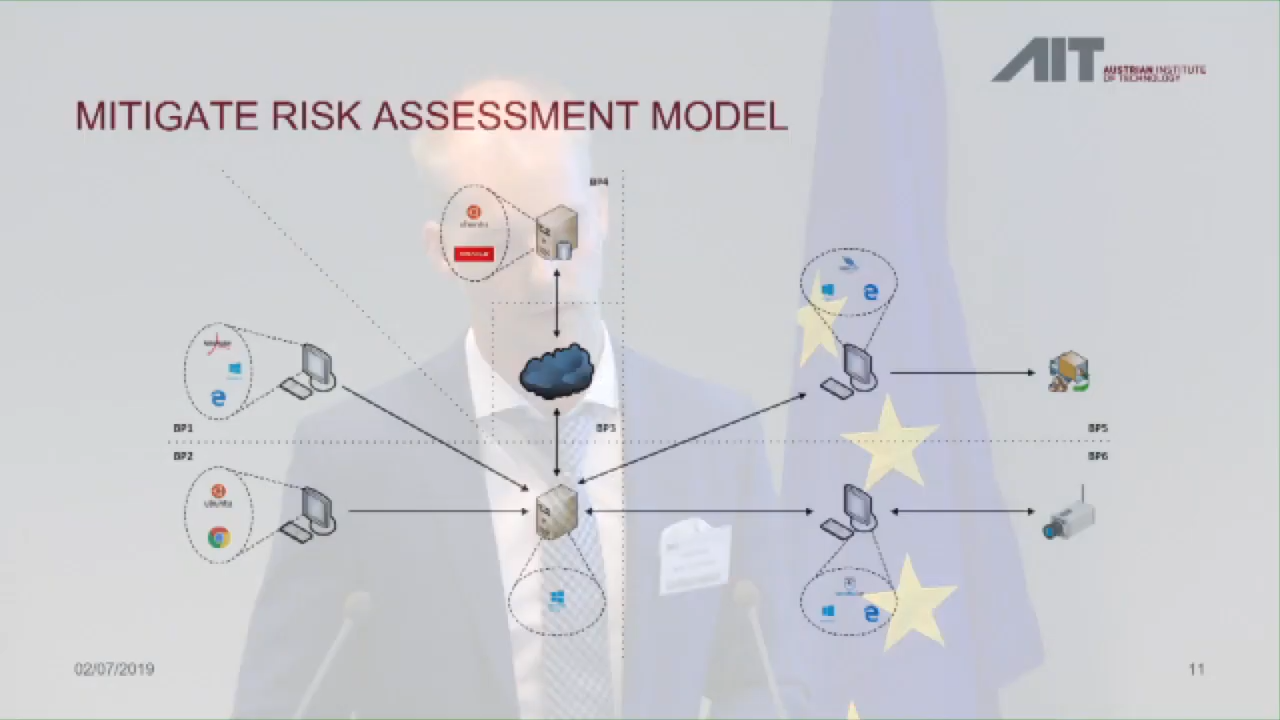 AIT
AUSTRIAN INSTITUTE
OF TECHNOLOGY
MITIGATE RISK ASSESSMENT MODEL
BP4
ubuntu
ORACLE
BP1
BP3
BP5
BP2
BP6
ubuntu
02/07/2019
11